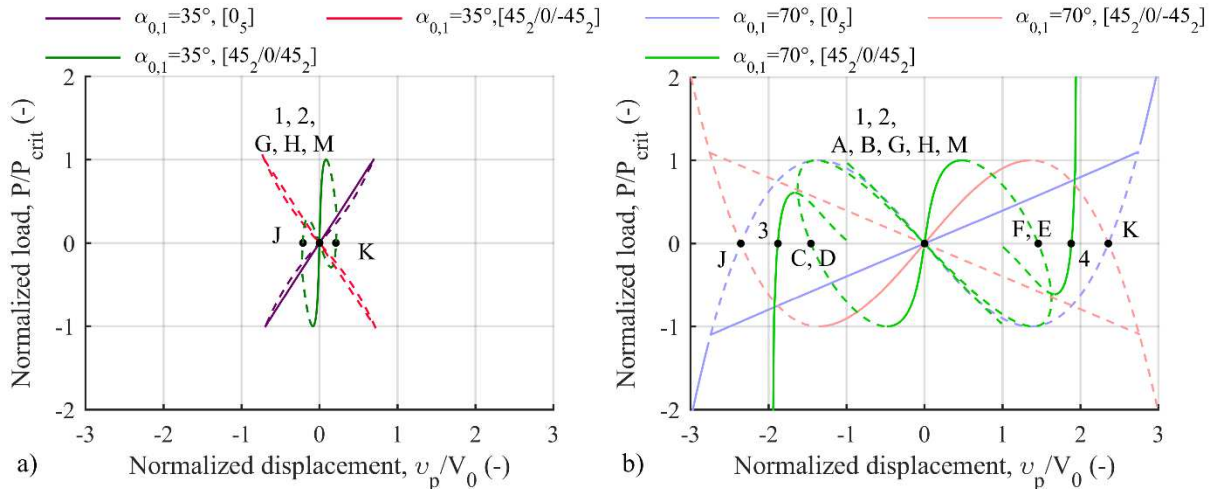 α0,1=35°, [05]
α0,1=35°,[452/0/-452]
α0,1=35°, [452/0/452]
α0,1=70°, [05]
α0,1=70°, [452/0/-452]
α0,1=70°, [452/0/452]
Normalized load, P/Pcrit (-)
2
1
0
-1
-2
1, 2,
G, H, M
J
K
-3
-2
-1
0
1
2
3
a)
Normalized displacement, υp/V0 (-)
Normalized load, P/Pcrit (-)
2
1
0
-1
-2
1, 2,
A, B, G, H, M
3
F, E
J
C, D
4
K
-3
-2
-1
0
1
2
3
b)
Normalized displacement, υp/V0 (-)